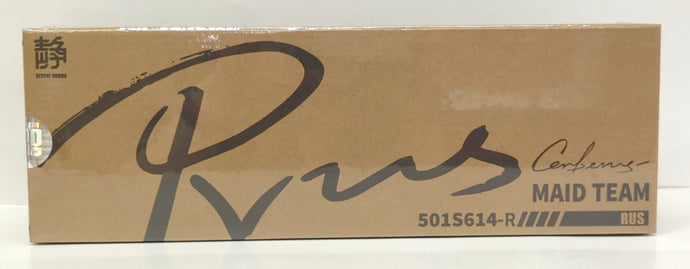 静
Rus
Cerberus
MAID TEAM
501S614-R
RUS